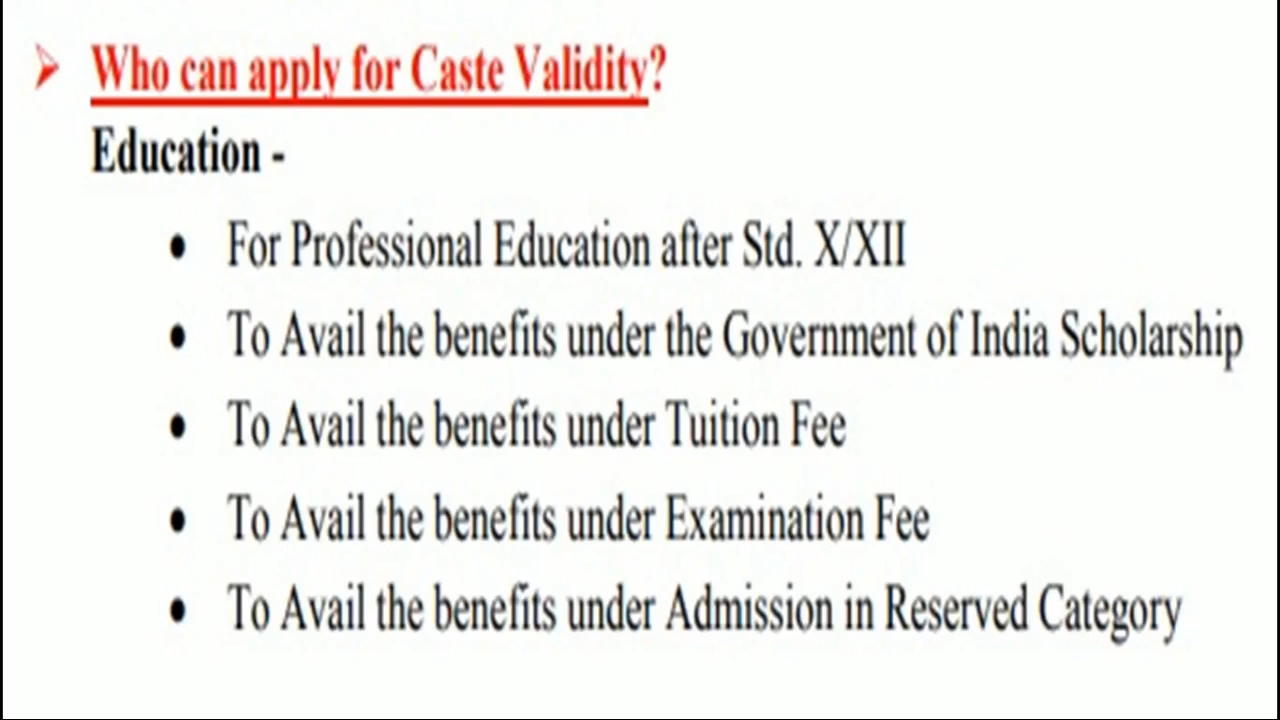 ➢ Who can apply for Caste Validity?
Education -
• For Professional Education after Std. X/XII
• To Avail the benefits under the Government of India Scholarship
• To Avail the benefits under Tuition Fee
• To Avail the benefits under Examination Fee
• To Avail the benefits under Admission in Reserved Category